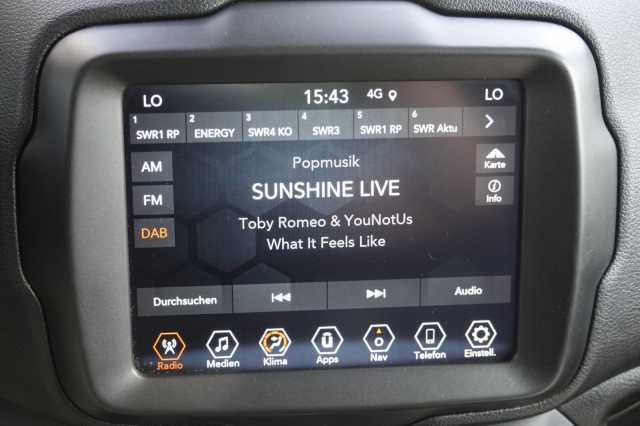 LO 15:43 4G LO
1 SWR1 RP 2 ENERGY 3 SWR4 KO 4 SWR3 5 SWR1 RP 6 SWR Aktu
AM Popmusik Karte
FM SUNSHINE LIVE Info
Toby Romeo & YouNotUs
DAB What It Feels Like
Durchsuchen Audio
Radio Medien Klima Apps Nav Telefon Einstell.